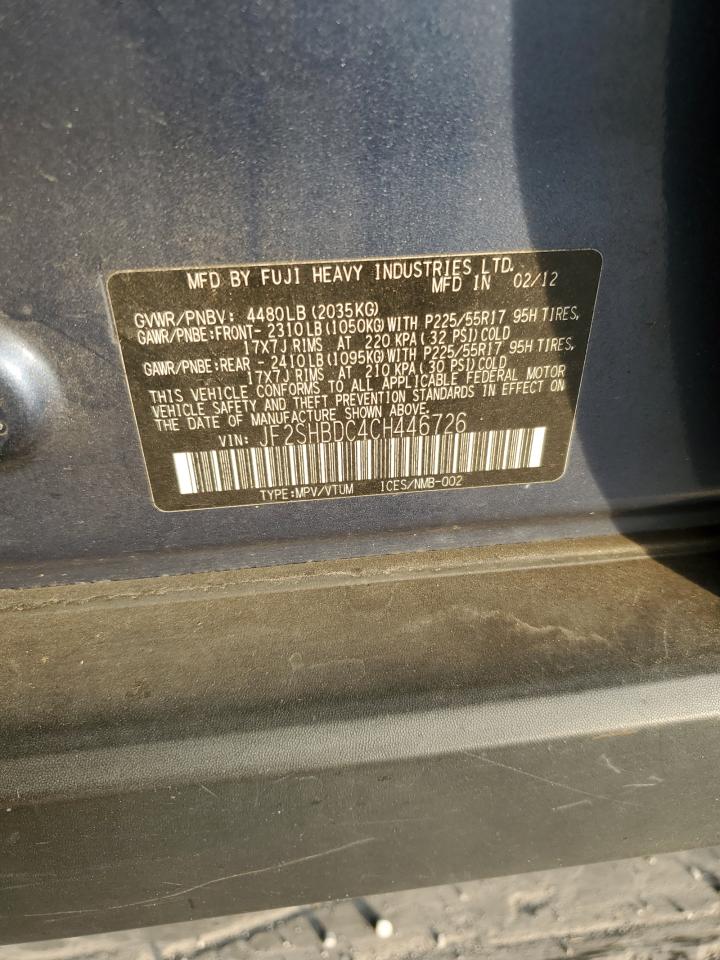 MFD BY FUJI HEAVY INDUSTRIES LTD.
MFD IN 02/12
GVWR/PNBV: 4480LB (2035KG)
GAWR/PNBE:FRONT- 2310LB(1050KG)WITH P225/55R17 95H TIRES,
17X7J RIMS AT 220 KPA(32 PSI)COLD
GAWR/PNBE:REAR -2410LB(1095KG)WITH P225/55R17 95H TIRES,
17X7J RIMS AT 210 KPA(30 PSI)COLD
THIS VEHICLE CONFORMS TO ALL APPLICABLE FEDERAL MOTOR
VEHICLE SAFETY AND THEFT PREVENTION STANDARDS IN EFFECT ON
THE DATE OF MANUFACTURE SHOWN ABOVE.
VIN: JF2SHBDC4CH446726
TYPE:MPV/VTUM ICES/NMB-002